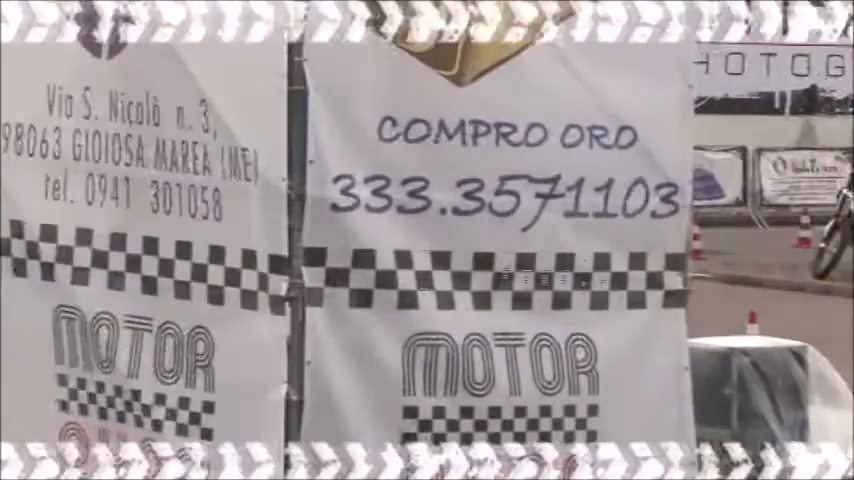 Via S. Nicolò n. 3,
98063 GIOIOSA MAREA (ME)
tel. 0941 301058
MOTOR
COMPRO ORO
333.3571103
MOTOR
HOTOG